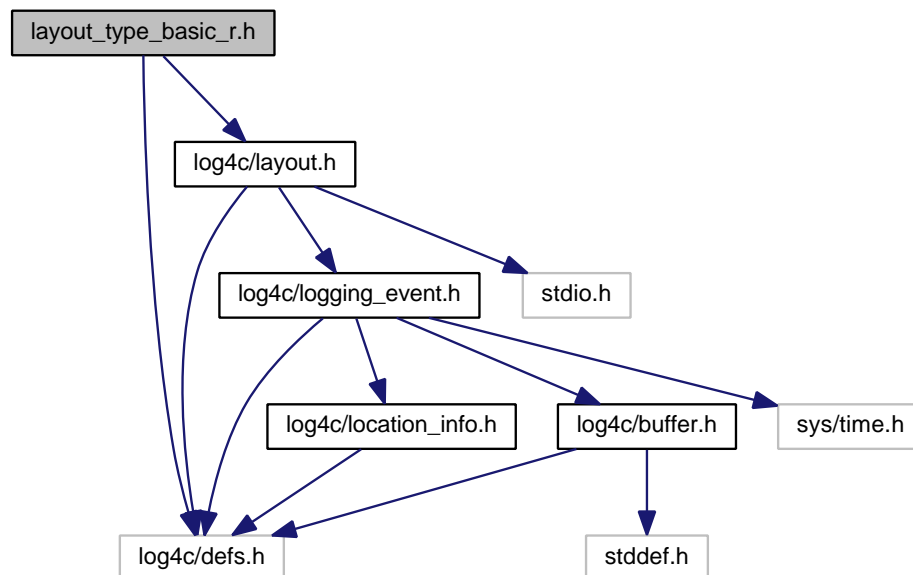 layout_type_basic_r.h
log4c/layout.h
log4c/logging_event.h
stdio.h
log4c/location_info.h
log4c/buffer.h
sys/time.h
log4c/defs.h
stddef.h